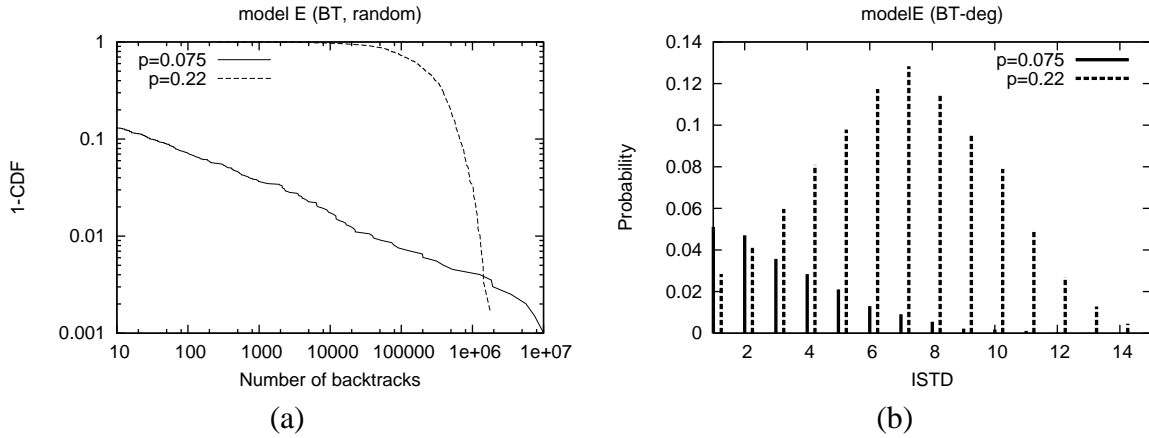 model E (BT, random)
1
p=0.075
p=0.22
0.1
0.01
0.001
1-CDF
10 100 1000 10000 100000 1e+06 1e+07
Number of backtracks
(a)
modelE (BT-deg)
0.14
p=0.075
p=0.22
0.12
0.1
0.08
0.06
0.04
0.02
0
Probability
2 4 6 8 10 12 14
ISTD
(b)